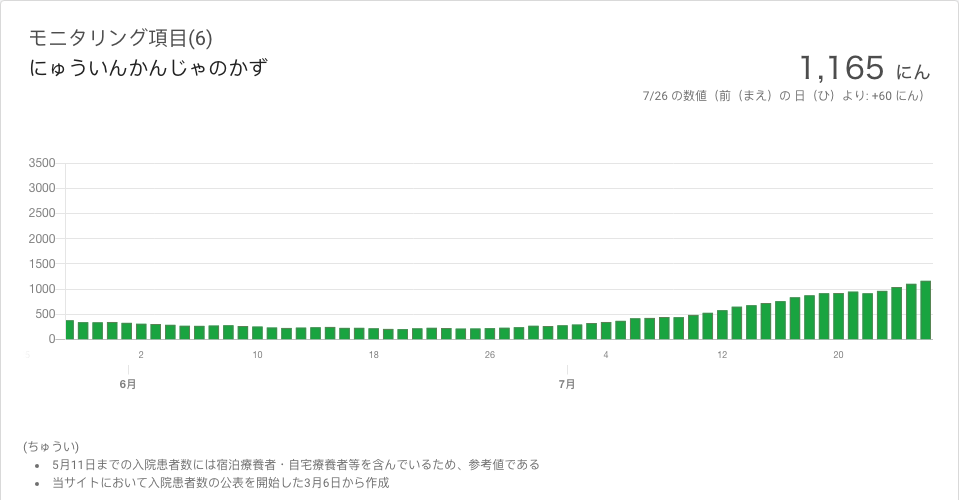 モニタリング項目(6)
にゅういんかんじゃのかず
1,165 にん
7/26 の数値（前（まえ）の 日（ひ）より: +60 にん）
3500
3000
2500
2000
1500
1000
500
0
2 10 18 26 4 12 20
6月 7月
(ちゅうい)
• 5月11日までの入院患者数には宿泊療養者・自宅療養者等を含んでいるため、参考値である
• 当サイトにおいて入院患者数の公表を開始した3月6日から作成